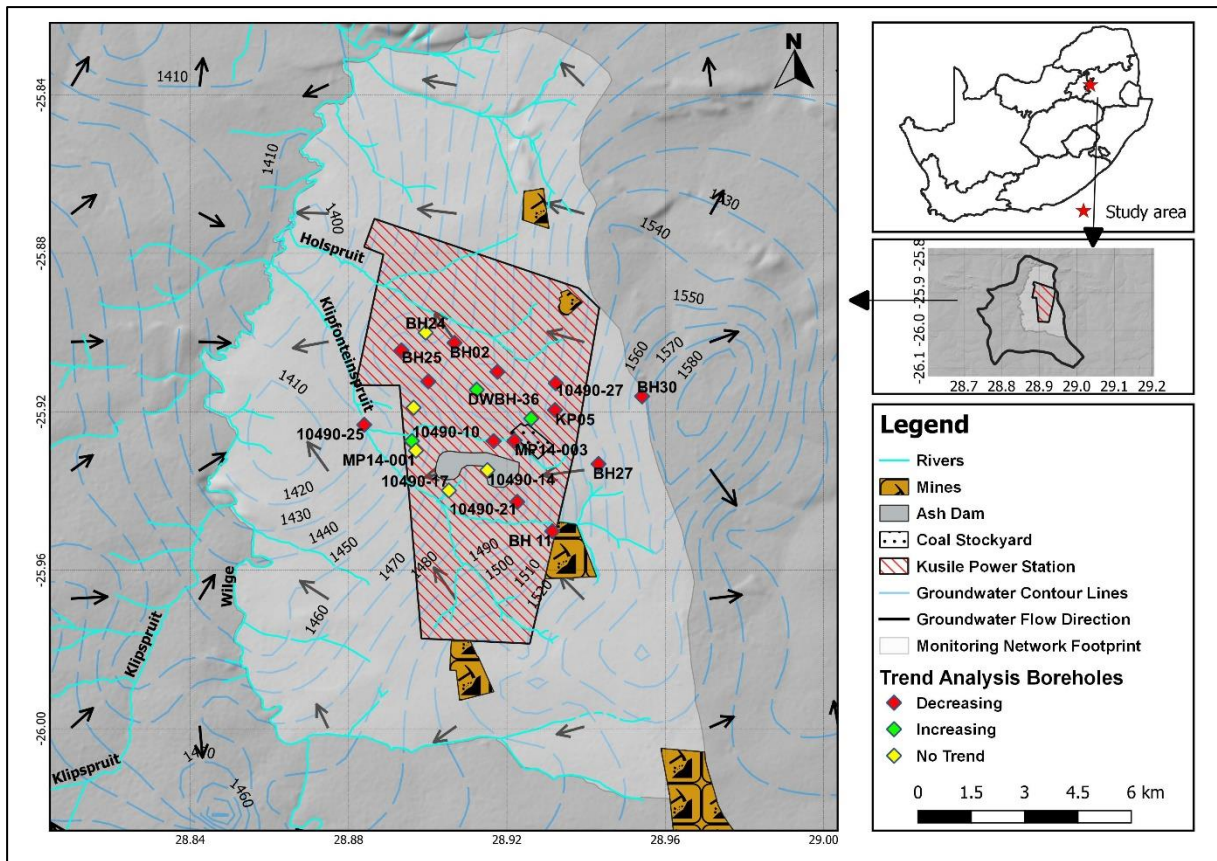 N
1410
-25.84
1410
1400
1530
1540
-25.88
Holspruit
Klipfonteinspruit
1550
BH24
BH02
BH25
1560
1570
1580
1410
10490-27
BH30
DWBH-36
-25.92
KP05
10490-25
10490-10
MP14-003
MP14-001
BH27
10490-17
10490-14
1420
10490-21
1430
1440
BH 11
1450
1490
1470
1480
1500
1510
-25.96
1520
Wilge
1460
Klipspruit
-26.00
1470
Klipspruit
1460
28.84
28.88
28.92
28.96
29.00
Study area
-25.8
-25.9
-26.0
-26.1
28.7
28.8
28.9
29.0
29.1
29.2
Legend
Rivers
Mines
Ash Dam
Coal Stockyard
Kusile Power Station
Groundwater Contour Lines
Groundwater Flow Direction
Monitoring Network Footprint
Trend Analysis Boreholes
Decreasing
Increasing
No Trend
0 1.5 3 4.5 6 km